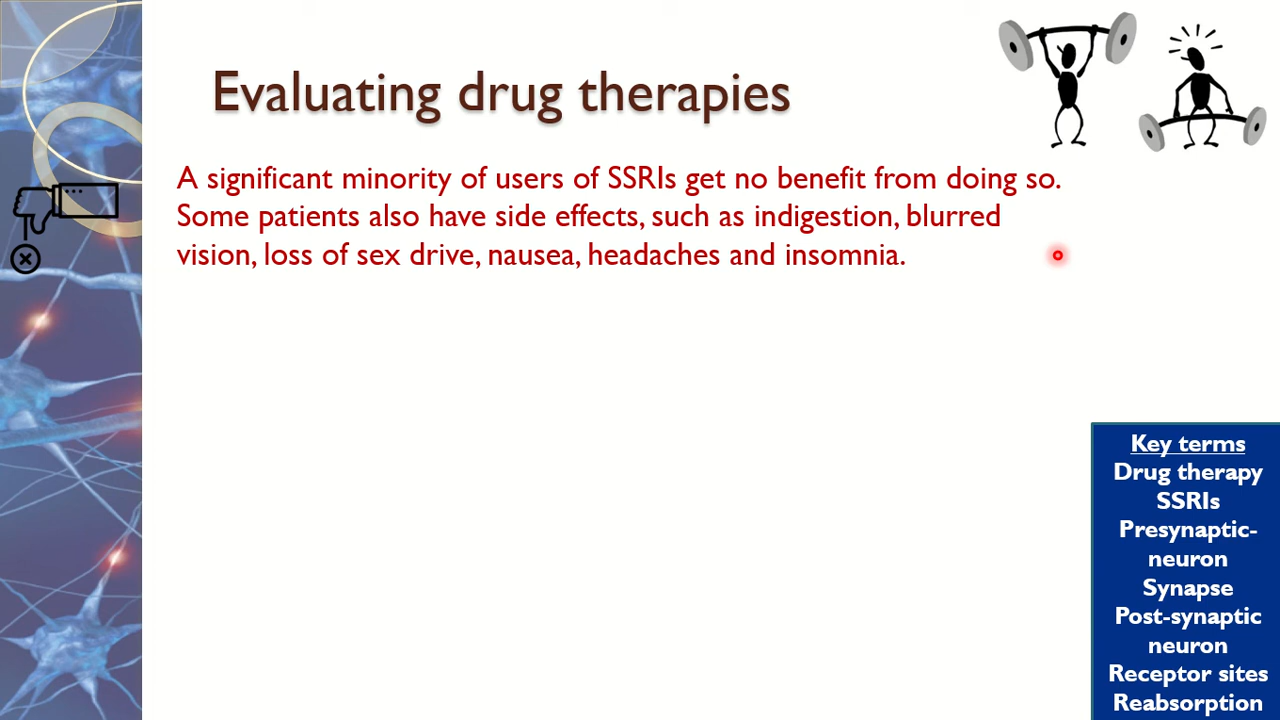 Evaluating drug therapies
A significant minority of users of SSRIs get no benefit from doing so.
Some patients also have side effects, such as indigestion, blurred
vision, loss of sex drive, nausea, headaches and insomnia.
Key terms
Drug therapy
SSRIs
Presynaptic-
neuron
Synapse
Post-synaptic
neuron
Receptor sites
Reabsorption